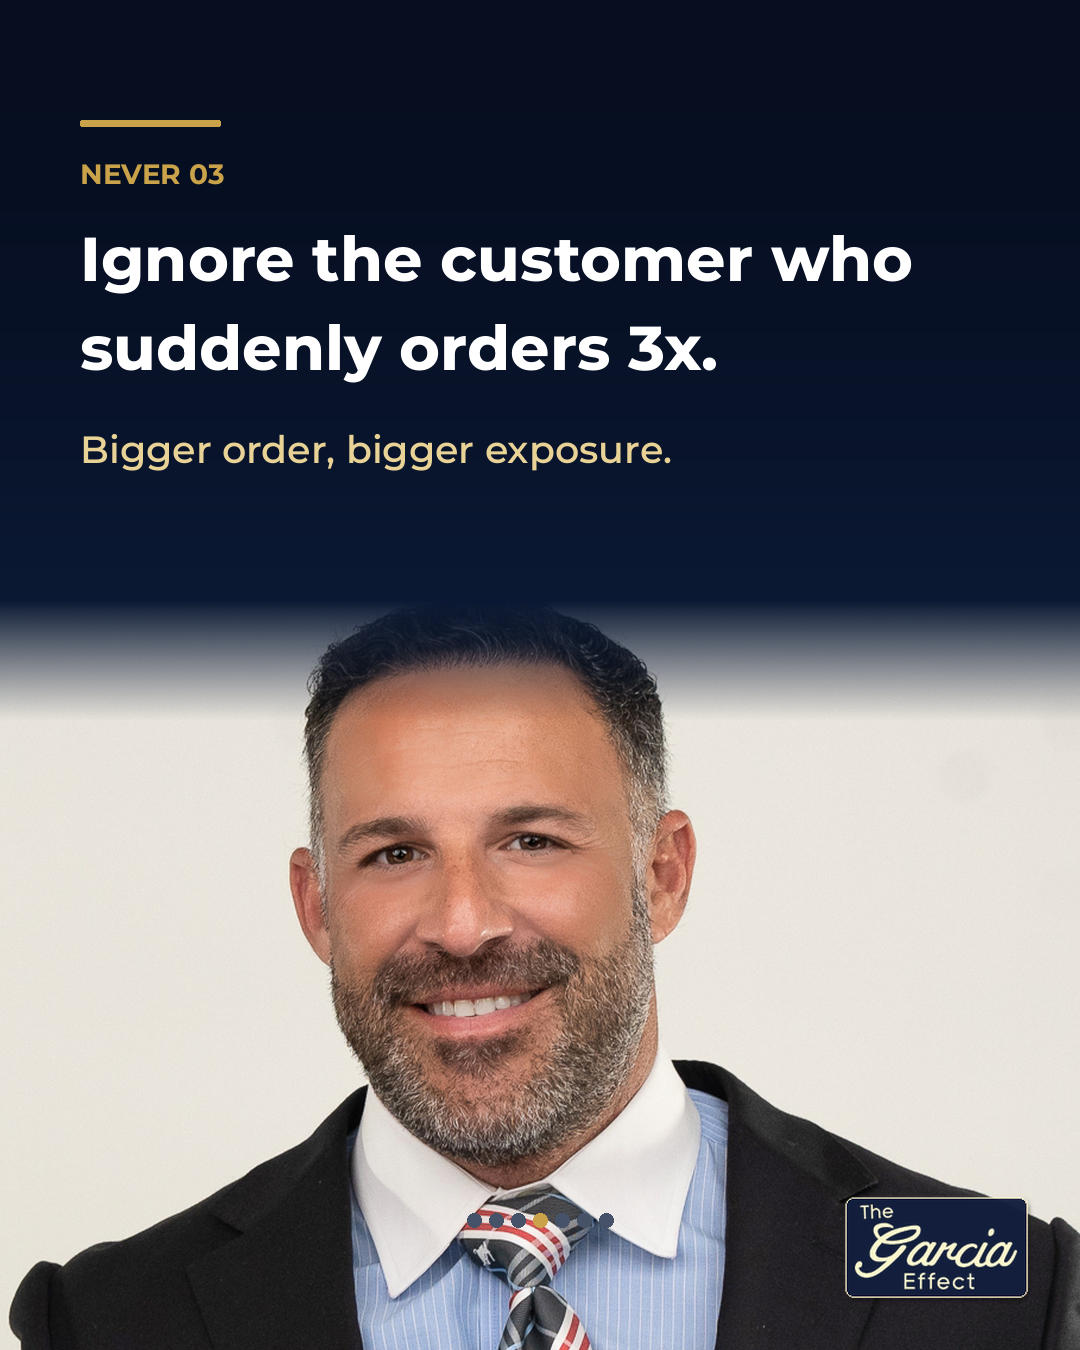 NEVER 03
Ignore the customer who
suddenly orders 3x.
Bigger order, bigger exposure.
The
Garcia
Effect